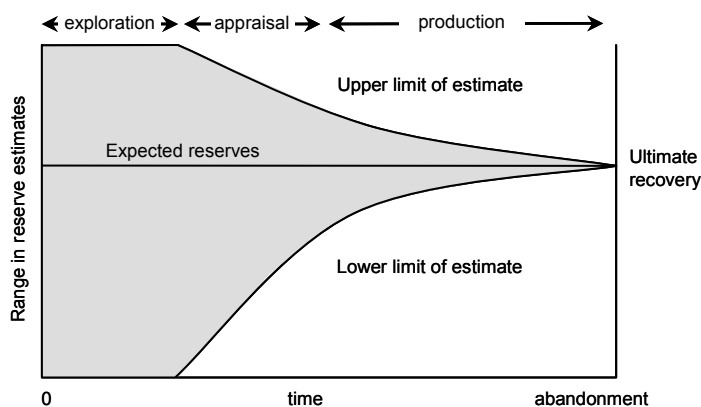 exploration appraisal production
Upper limit of estimate
Expected reserves
Ultimate
recovery
Range in reserve estimates
Lower limit of estimate
0 time abandonment